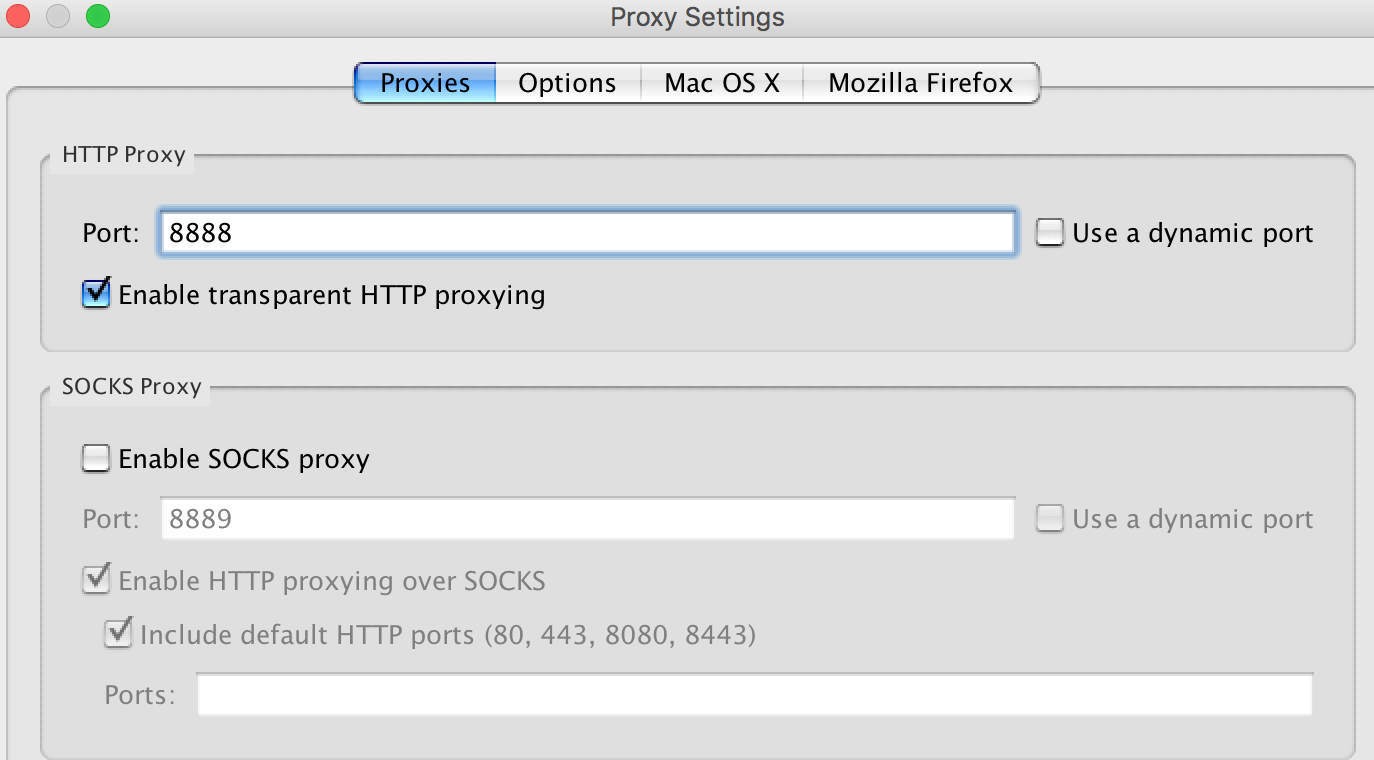 Proxy Settings
Proxies Options Mac OS X Mozilla Firefox
HTTP Proxy
Port: 8888 Use a dynamic port
Enable transparent HTTP proxying
SOCKS Proxy
Enable SOCKS proxy
Port: 8889 Use a dynamic port
Enable HTTP proxying over SOCKS
Include default HTTP ports (80, 443, 8080, 8443)
Ports: